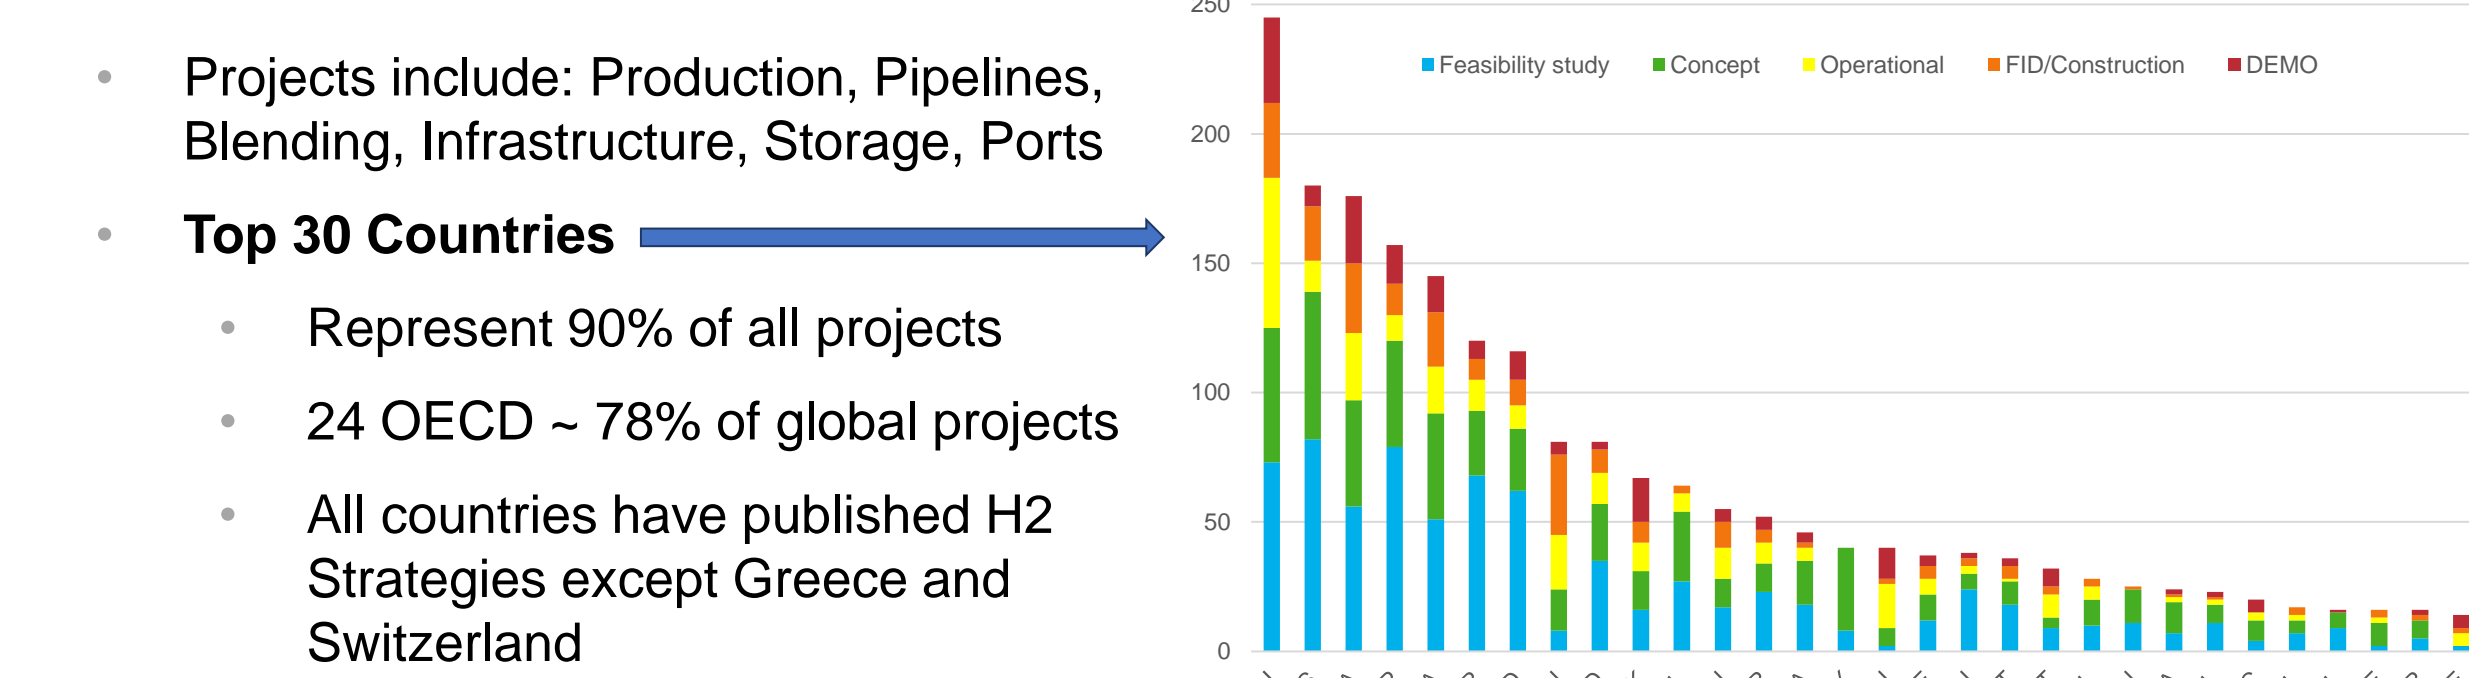 Projects include: Production, Pipelines,
Blending, Infrastructure, Storage, Ports
Top 30 Countries
Represent 90% of all projects
24 OECD ~ 78% of global projects
All countries have published H2
Strategies except Greece and
Switzerland
250
Feasibility study Concept Operational FID/Construction DEMO
200
150
100
50
0